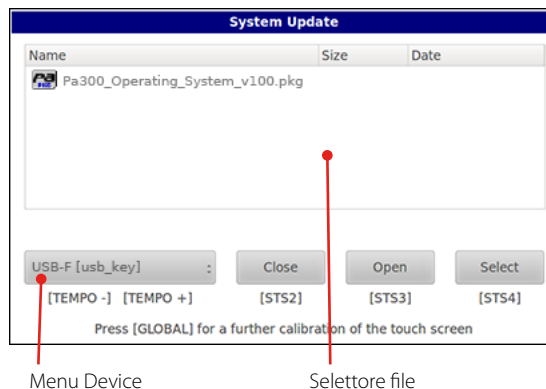 System Update
Name Size Date
Pa300_Operating_System_v100.pkg
USB-F [usb_key] :
Close
Open
Select
[TEMPO -] [TEMPO +] [STS2] [STS3] [STS4]
Press [GLOBAL] for a further calibration of the touch screen
Menu Device Selettore file